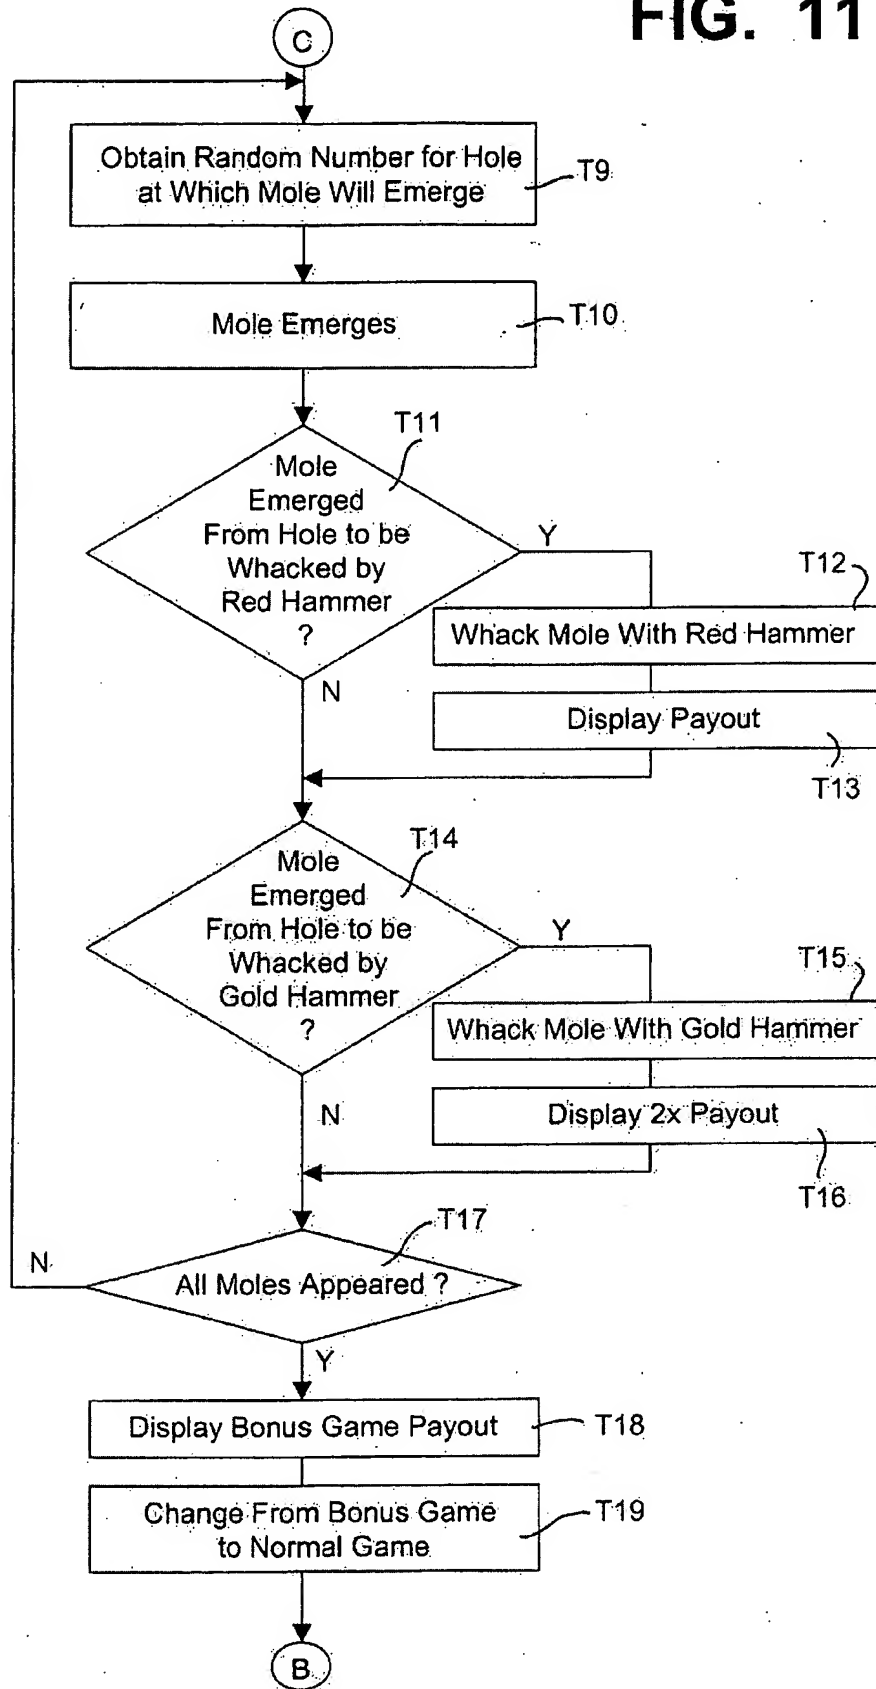 FIG. 11
C
Obtain Random Number for Hole
at Which Mole Will Emerge
T9
Mole Emerges
T10
T11
Mole
Emerged
From Hole to be
Whacked by
Red Hammer
?
Y
N
T12
Whack Mole With Red Hammer
Display Payout
T13
T14
Mole
Emerged
From Hole to be
Whacked by
Gold Hammer
?
Y
N
T15
Whack Mole With Gold Hammer
Display 2x Payout
T16
T17
N
All Moles Appeared ?
Y
Display Bonus Game Payout
T18
Change From Bonus Game
to Normal Game
T19
B